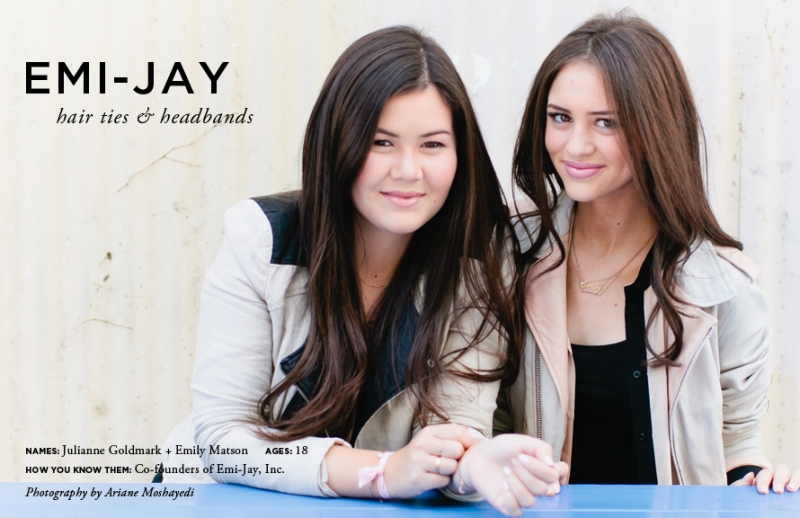 EMI-JAY
hair ties & headbands
NAMES: Julianne Goldmark + Emily Matson AGES: 18
HOW YOU KNOW THEM: Co-founders of Emi-Jay, Inc.
Photography by Ariane Moshayedi